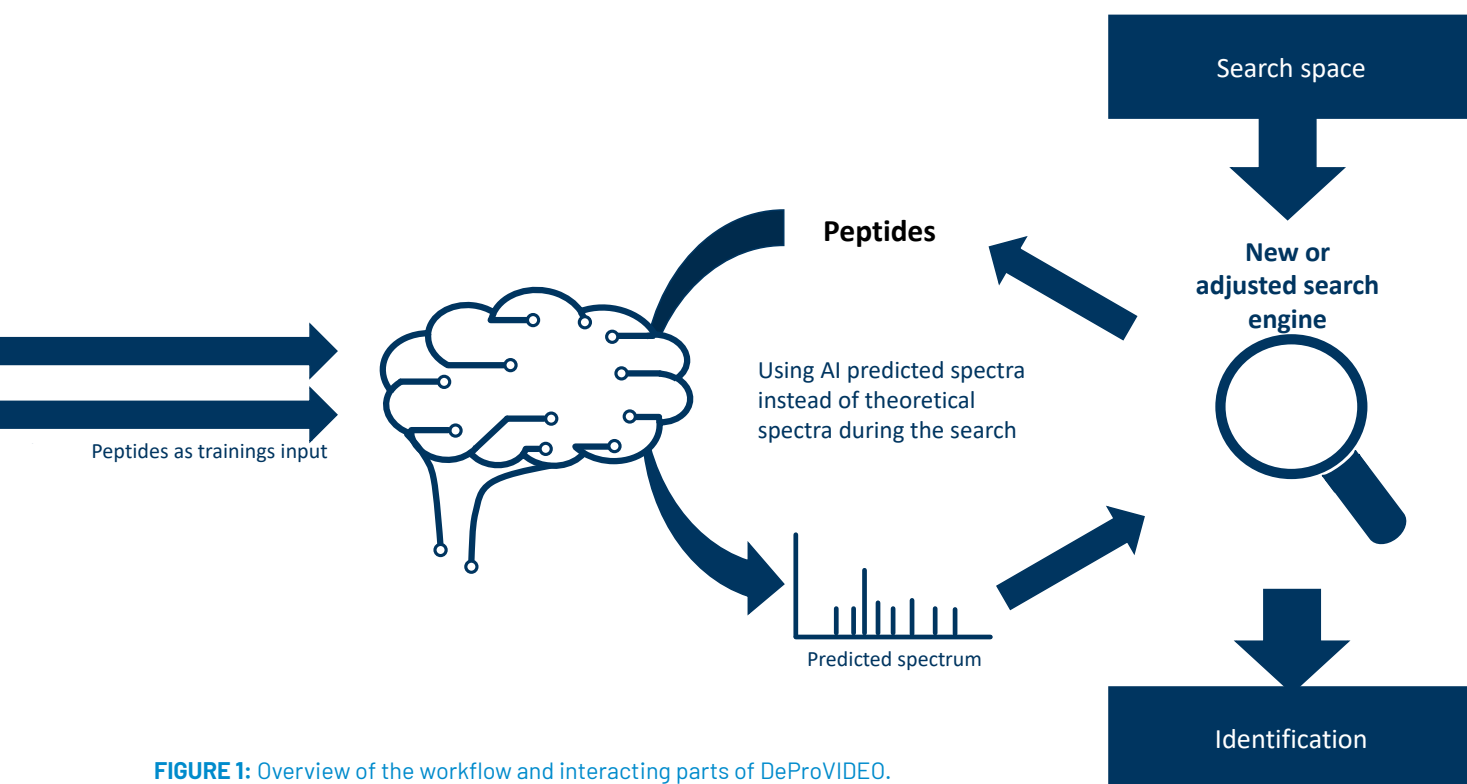 Search space
Peptides
New or
adjusted search
engine
Using AI predicted spectra
instead of theoretical
spectra during the search
Peptides as trainings input
Predicted spectrum
Identification
FIGURE 1: Overview of the workflow and interacting parts of DeProVIDEO.